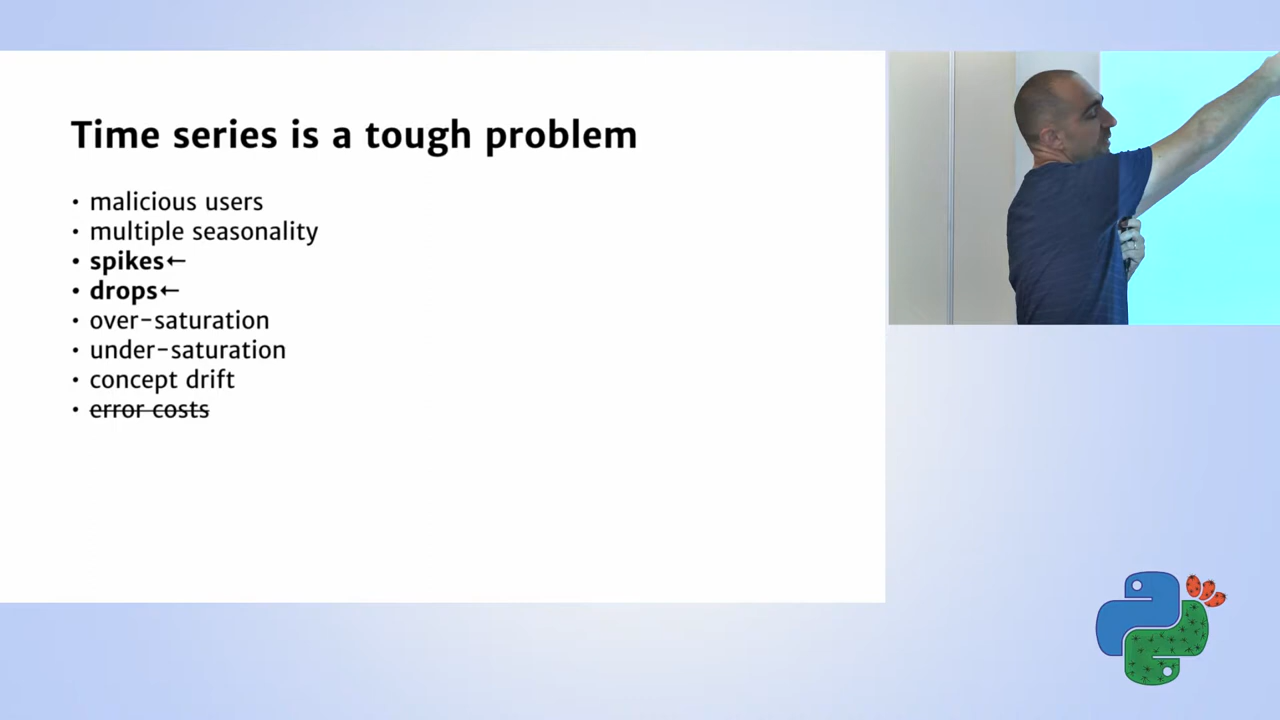 Time series is a tough problem
• malicious users
• multiple seasonality
• spikes←
• drops←
• over-saturation
• under-saturation
• concept drift
• error costs